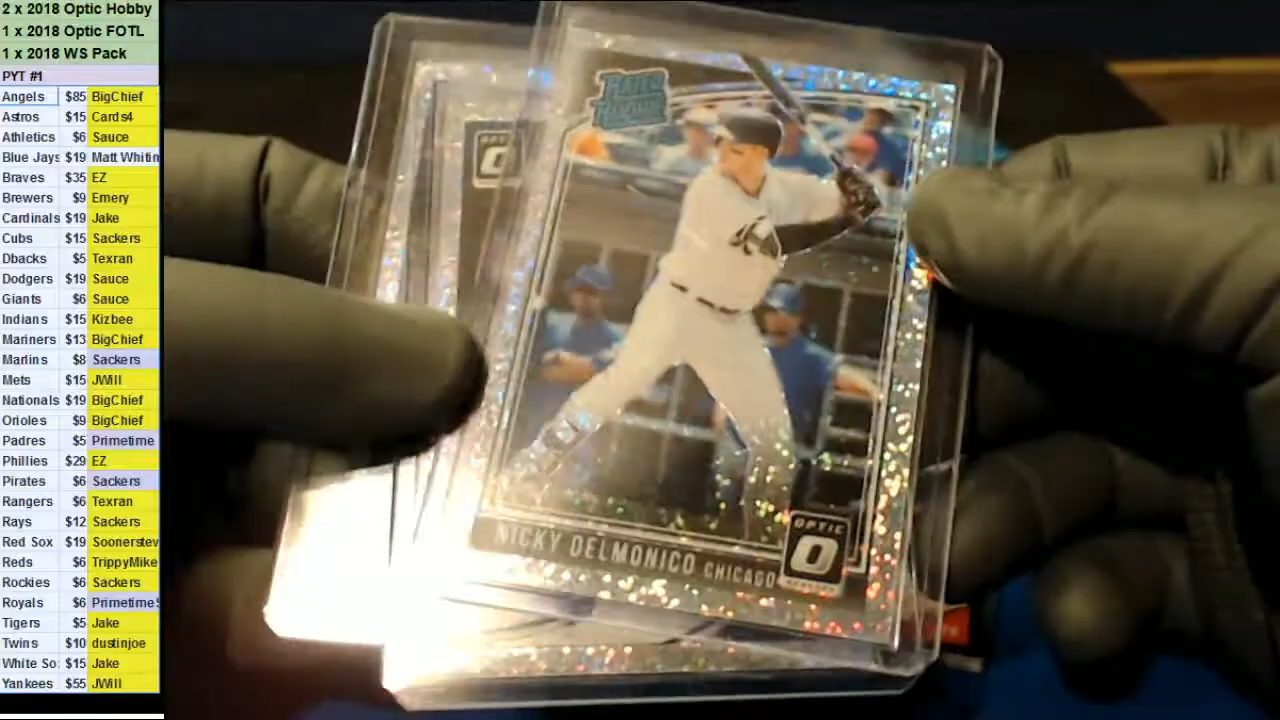 2 x 2018 Optic Hobby
1 x 2018 Optic FOTL
1 x 2018 WS Pack
PYT #1
Angels $85 BigChief
Astros $15 Cards4
Athletics $6 Sauce
Blue Jays $19 Matt Whitin
Braves $35 EZ
Brewers $9 Emery
Cardinals $19 Jake
Cubs $15 Sackers
Dbacks $5 Texran
Dodgers $19 Sauce
Giants $6 Sauce
Indians $15 Kizbee
Mariners $13 BigChief
Marlins $8 Sackers
Mets $15 JWill
Nationals $19 BigChief
Orioles $9 BigChief
Padres $5 Primetime
Phillies $29 EZ
Pirates $6 Sackers
Rangers $6 Texran
Rays $12 Sackers
Red Sox $19 Soonerstev
Reds $6 TrippyMike
Rockies $6 Sackers
Royals $6 PrimetimeS
Tigers $5 Jake
Twins $10 dustinjoe
White So $15 Jake
Yankees $55 JWill
RATED
ROOKIE
NICKY DELMONICO CHICAGO
OPTIC
O